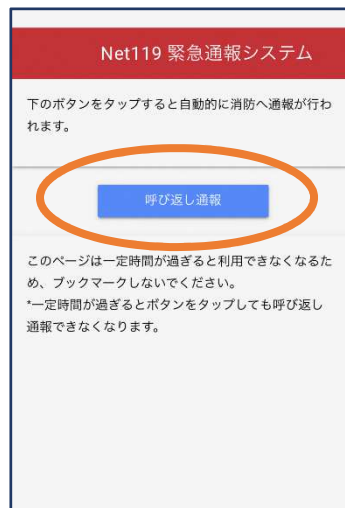 Net119 緊急通報システム
下のボタンをタップすると自動的に消防へ通報が行わ
れます。
呼び返し通報
このページは一定時間が過ぎると利用できなくなるた
め、ブックマークしないでください。
*一定時間が過ぎるとボタンをタップしても呼び返し
通報できなくなります。